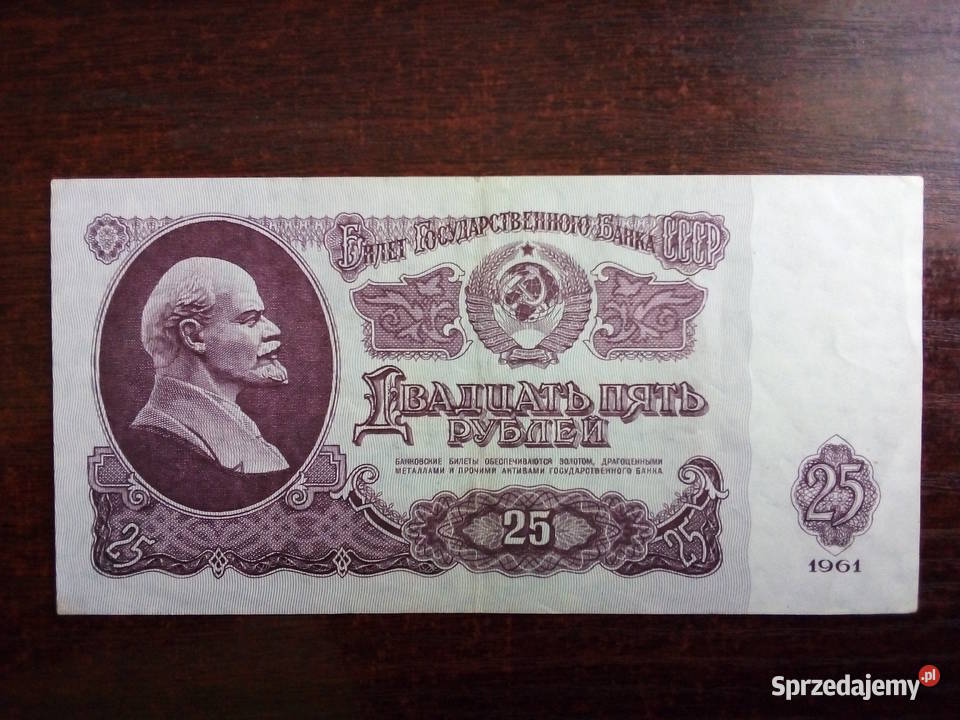 Билет Государственного Банка СССР
Двадцать пять
рублей
БАНКОВСКИЕ БИЛЕТЫ ОБЕСПЕЧИВАЮТСЯ ЗОЛОТОМ, ДРАГОЦЕННЫМИ
МЕТАЛЛАМИ И ПРОЧИМИ АКТИВАМИ ГОСУДАРСТВЕННОГО БАНКА
25
25
25
25
1961
Sprzedajemy.pl